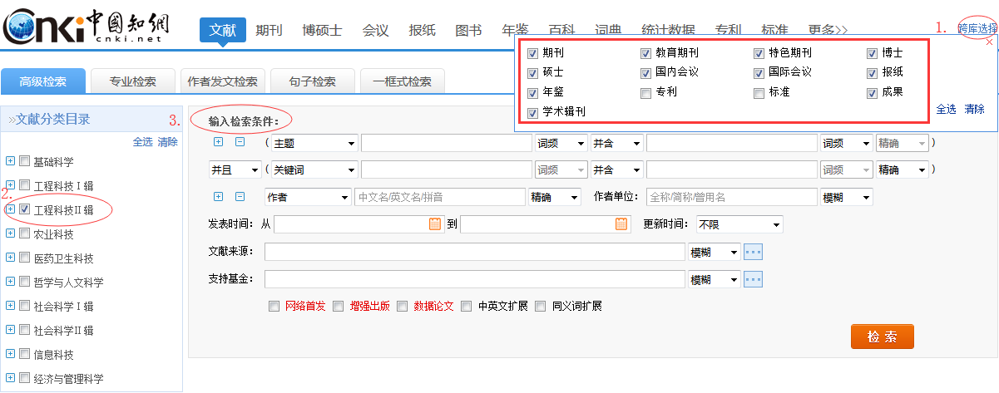 Cnki 中國知網
cnki.net
文献 期刊 博硕士 会议 报纸 图书 年鉴 百科 词典 统计数据 专利 标准 更多>>
1. 跨库选择
×
期刊 教育期刊 特色期刊 博士
硕士 国内会议 国际会议 报纸
年鉴 专利 标准 成果
学术辑刊
全选 清除
高级检索 专业检索 作者发文检索 句子检索 一框式检索
»文献分类目录
全选 清除
基础科学
工程科技Ⅰ辑
2.
工程科技Ⅱ辑
农业科技
医药卫生科技
哲学与人文科学
社会科学Ⅰ辑
社会科学Ⅱ辑
信息科技
经济与管理科学
3. 输入检索条件：
( 主题 词频 并含 词频 精确 )
并且 ( 关键词 词频 并含 词频 精确 )
作者 中文名/英文名/拼音 精确 作者单位： 全称/简称/曾用名 模糊
发表时间： 从 到 更新时间： 不限
文献来源： 模糊 ...
支持基金： 模糊 ...
网络首发 增强出版 数据论文 中英文扩展 同义词扩展
检索